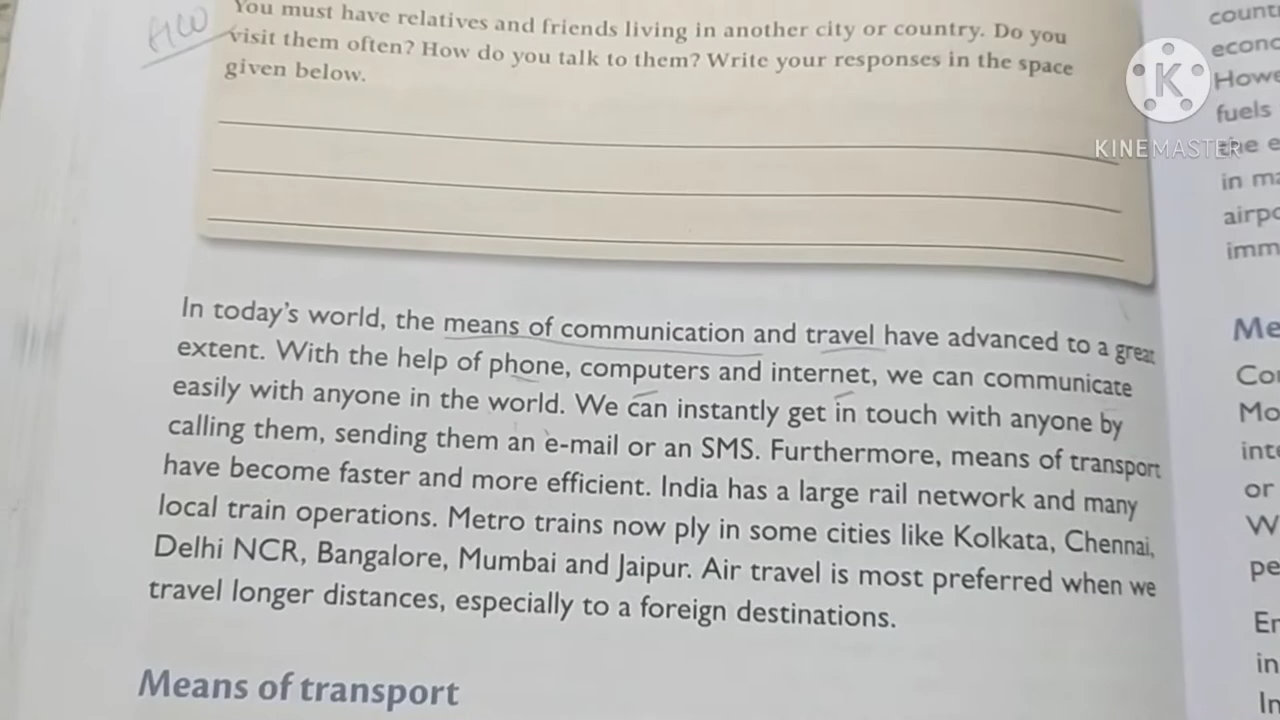 HW
You must have relatives and friends living in another city or country. Do you
visit them often? How do you talk to them? Write your responses in the space
given below.
In today's world, the means of communication and travel have advanced to a great
extent. With the help of phone, computers and internet, we can communicate
easily with anyone in the world. We can instantly get in touch with anyone by
calling them, sending them an e-mail or an SMS. Furthermore, means of transport
have become faster and more efficient. India has a large rail network and many
local train operations. Metro trains now ply in some cities like Kolkata, Chennai,
Delhi NCR, Bangalore, Mumbai and Jaipur. Air travel is most preferred when we
travel longer distances, especially to a foreign destinations.
Means of transport
K
KINEMASTER
fuels
in
or
in